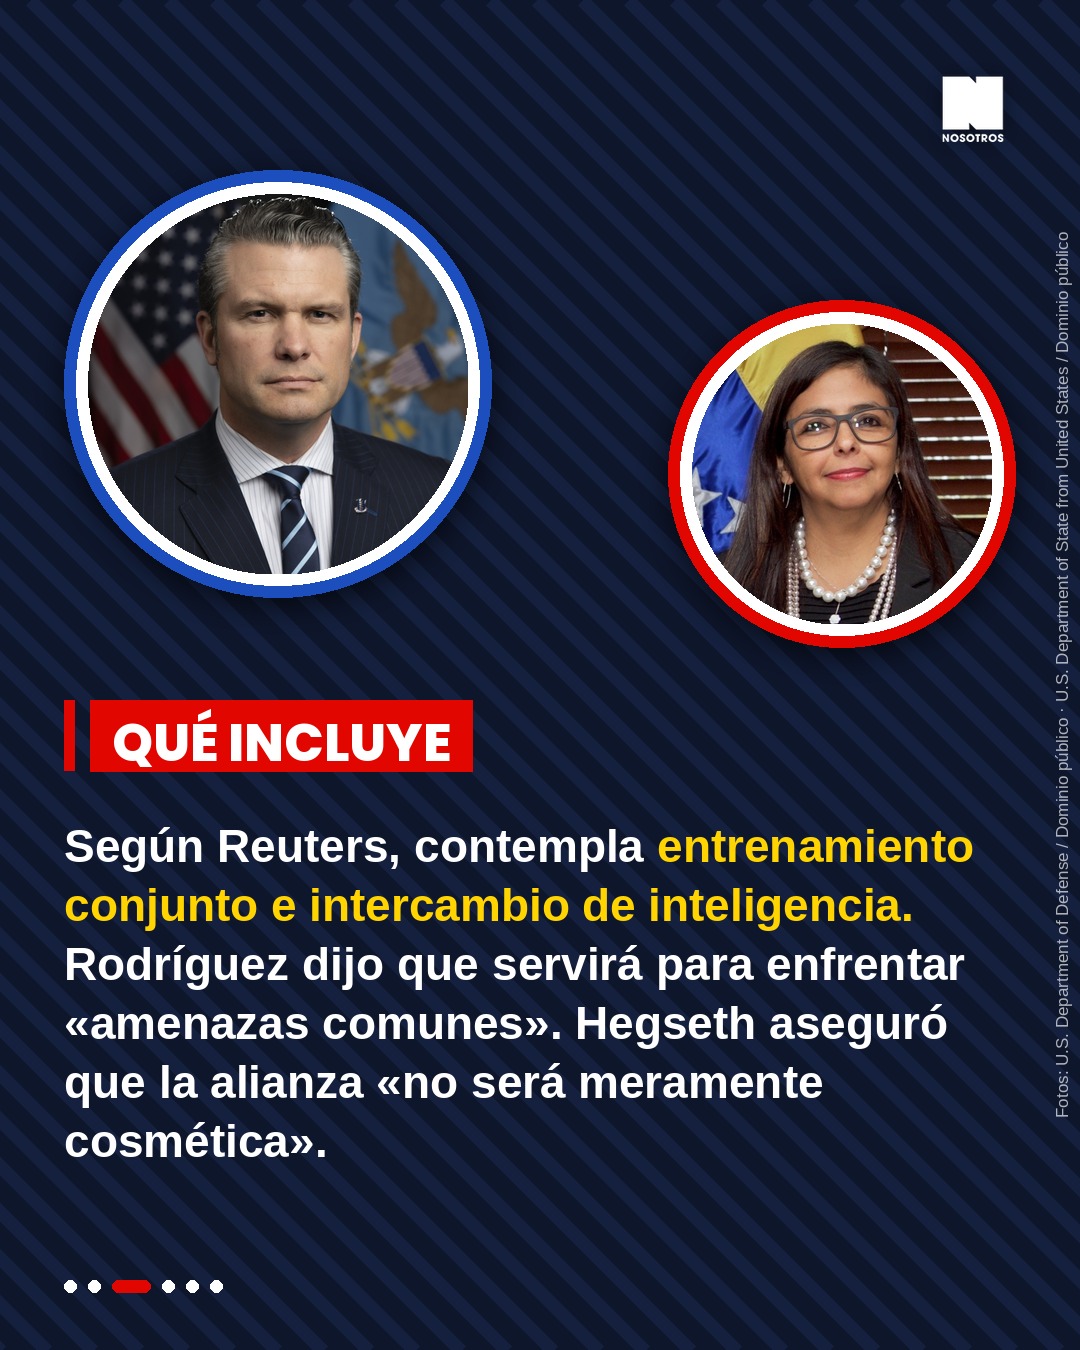 NOSOTROS
QUÉ INCLUYE
Según Reuters, contempla entrenamiento
conjunto e intercambio de inteligencia.
Rodríguez dijo que servirá para enfrentar
«amenazas comunes». Hegseth aseguró
que la alianza «no será meramente
cosmética».
Fotos: U.S. Department of Defense / Dominio público · U.S. Department of State from United States / Dominio público